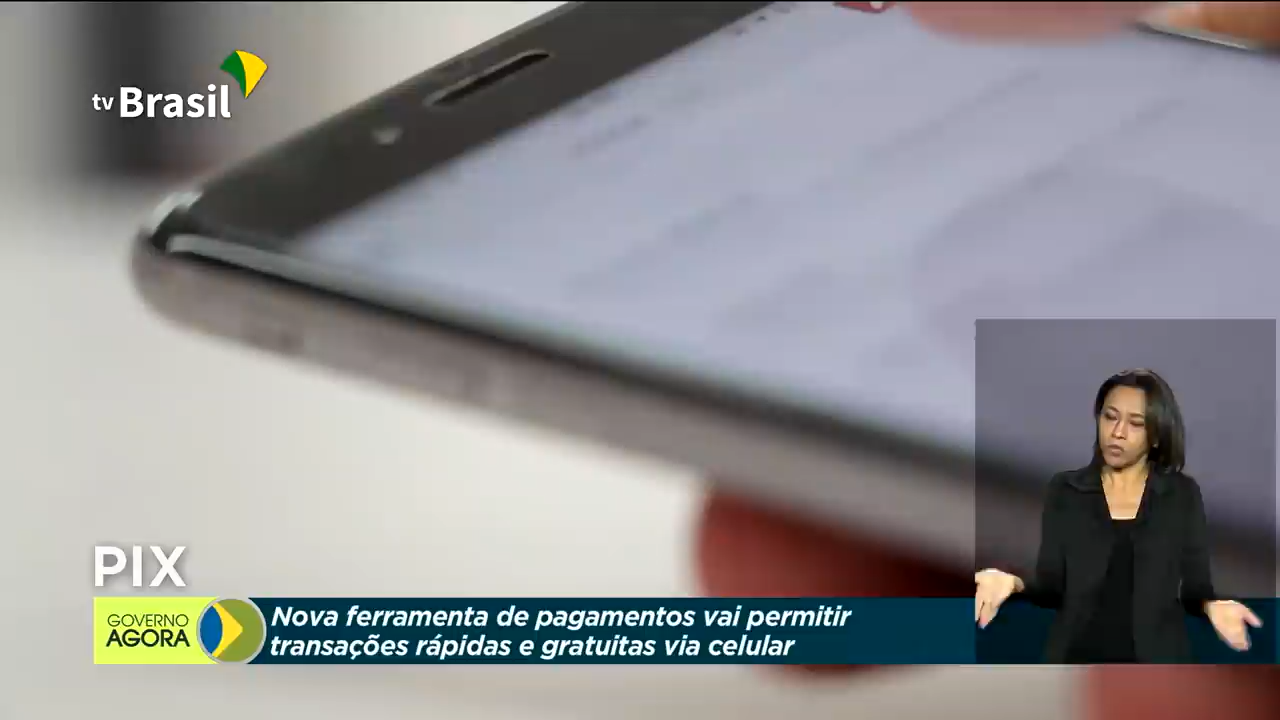 tv Brasil
PIX
GOVERNO
AGORA
Nova ferramenta de pagamentos vai permitir
transações rápidas e gratuitas via celular